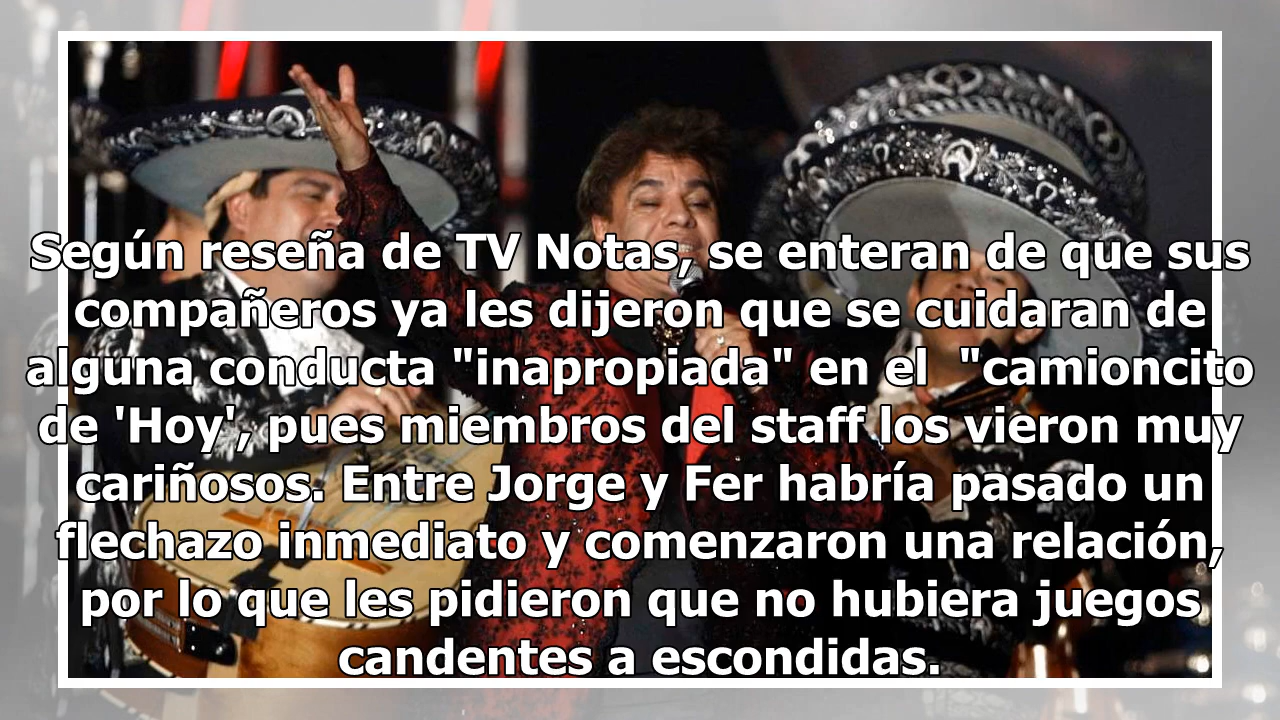 Según reseña de TV Notas, se enteran de que sus
compañeros ya les dijeron que se cuidaran de
alguna conducta "inapropiada" en el  "camioncito
de 'Hoy', pues miembros del staff los vieron muy
cariñosos. Entre Jorge y Fer habría pasado un
flechazo inmediato y comenzaron una relación,
por lo que les pidieron que no hubiera juegos
candentes a escondidas.